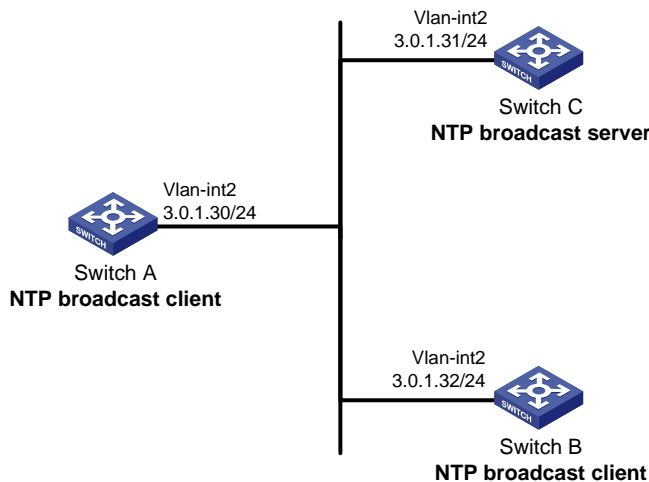 Vlan-int2
3.0.1.31/24
SWITCH
Switch C
NTP broadcast server
Vlan-int2
3.0.1.30/24
SWITCH
Switch A
NTP broadcast client
Vlan-int2
3.0.1.32/24
SWITCH
Switch B
NTP broadcast client